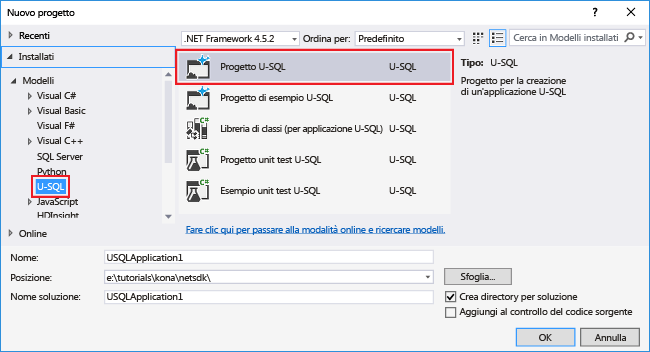 Nuovo progetto
Recenti
.NET Framework 4.5.2
Ordina per:
Predefinito
Cerca in Modelli installati
Installati
Modelli
Visual C#
Visual Basic
Visual F#
Visual C++
SQL Server
Python
U-SQL
JavaScript
HDInsight
Online
Progetto U-SQL U-SQL
Progetto di esempio U-SQL U-SQL
C#
Libreria di classi (per applicazione U-SQL) U-SQL
C#
Progetto unit test U-SQL U-SQL
C#
Esempio unit test U-SQL U-SQL
Fare clic qui per passare alla modalità online e ricercare modelli.
Tipo: U-SQL
Progetto per la creazione
di un'applicazione U-SQL
Nome: USQLApplication1
Posizione: e:\tutorials\kona\netsdk\
Sfoglia...
Nome soluzione: USQLApplication1
Crea directory per soluzione
Aggiungi al controllo del codice sorgente
OK
Annulla